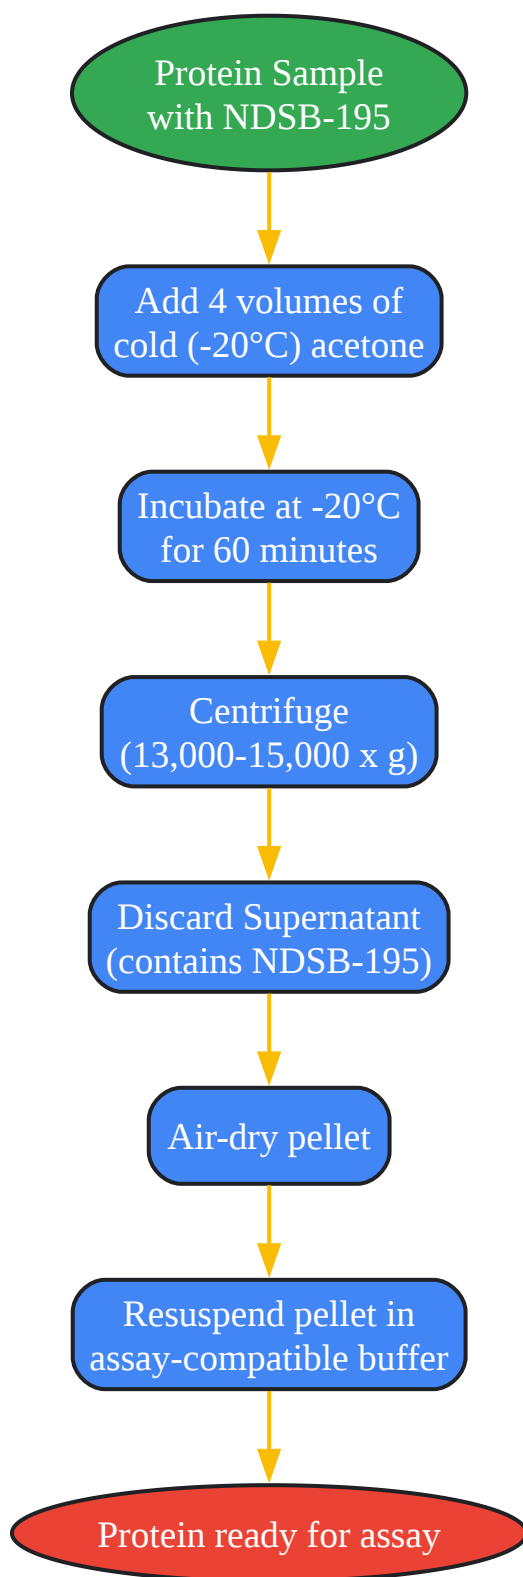 Protein Sample
with NDSB-195
Add 4 volumes of
cold (-20°C) acetone
Incubate at -20°C
for 60 minutes
Centrifuge
(13,000-15,000 x g)
Discard Supernatant
(contains NDSB-195)
Air-dry pellet
Resuspend pellet in
assay-compatible buffer
Protein ready for assay